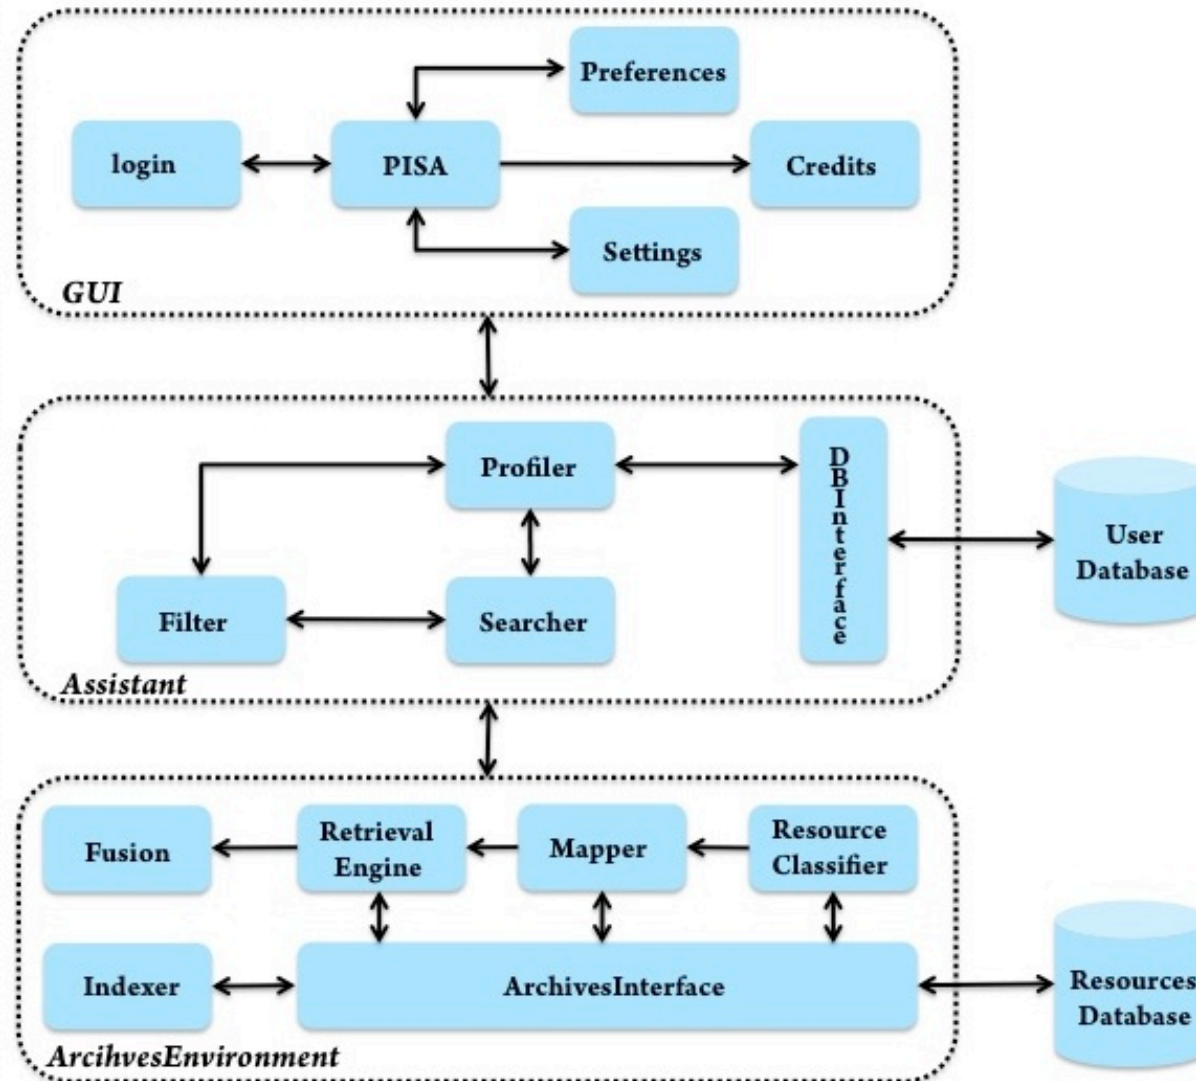 Preferences
login
PISA
Credits
Settings
GUI
Profiler
DBInterface
User
Database
Filter
Searcher
Assistant
Fusion
Retrieval
Engine
Mapper
Resource
Classifier
Indexer
ArchivesInterface
Resources
Database
ArcihvesEnvironment